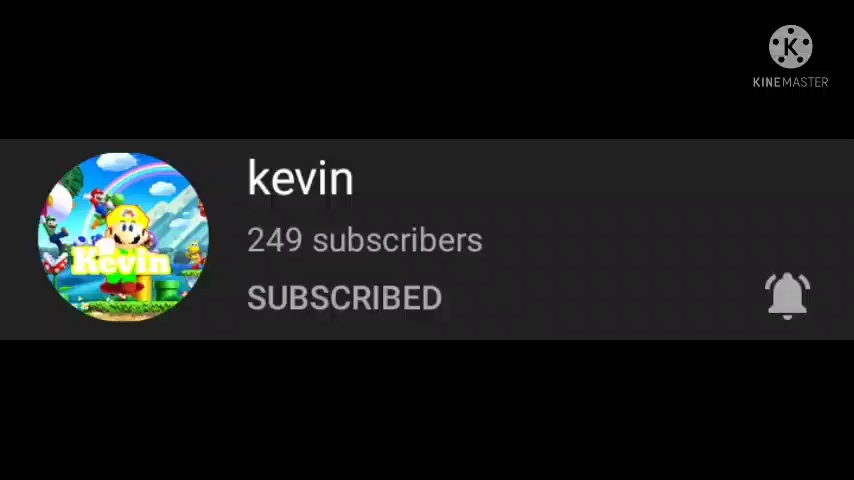 K
KINEMASTER
kevin
249 subscribers
Kevin
SUBSCRIBED